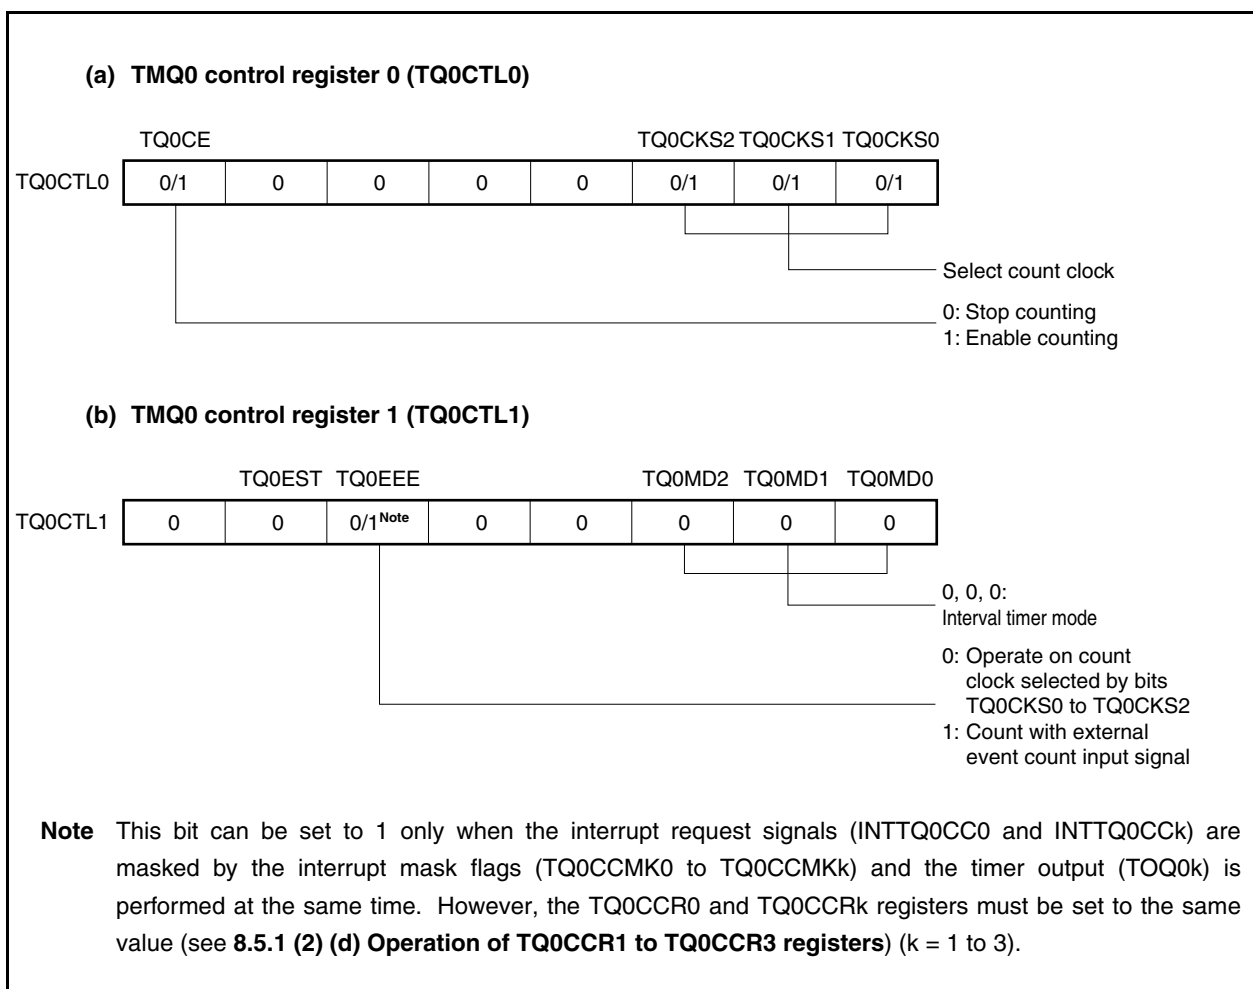 (a) TMQ0 control register 0 (TQ0CTL0)
TQ0CE TQ0CKS2 TQ0CKS1 TQ0CKS0
TQ0CTL0 0/1 0 0 0 0 0/1 0/1 0/1
Select count clock
0: Stop counting
1: Enable counting
(b) TMQ0 control register 1 (TQ0CTL1)
TQ0EST TQ0EEE TQ0MD2 TQ0MD1 TQ0MD0
TQ0CTL1 0 0 0/1Note 0 0 0 0 0
0, 0, 0:
Interval timer mode
0: Operate on count
clock selected by bits
TQ0CKS0 to TQ0CKS2
1: Count with external
event count input signal
Note This bit can be set to 1 only when the interrupt request signals (INTTQ0CC0 and INTTQ0CCk) are
masked by the interrupt mask flags (TQ0CCMK0 to TQ0CCMKk) and the timer output (TOQ0k) is
performed at the same time. However, the TQ0CCR0 and TQ0CCRk registers must be set to the same
value (see 8.5.1 (2) (d) Operation of TQ0CCR1 to TQ0CCR3 registers) (k = 1 to 3).